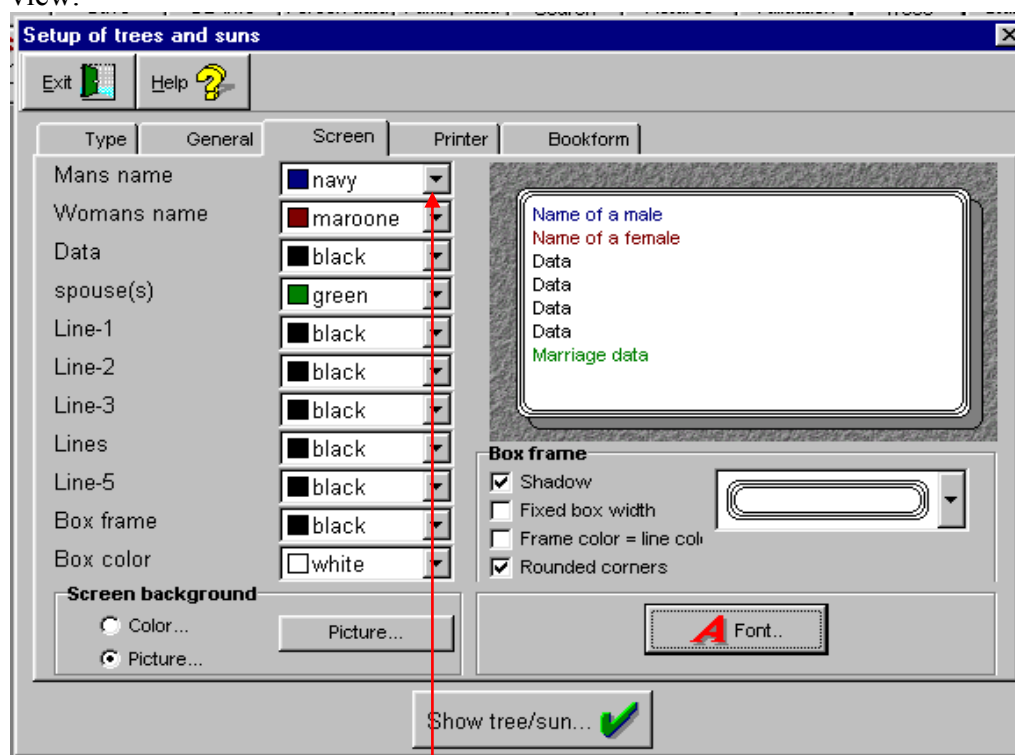 view.
Setup of trees and suns
Exit Help
Type General Screen Printer Bookform
Mans name navy
Womans name maroone
Data black
spouse(s) green
Line-1 black
Line-2 black
Line-3 black
Lines black
Line-5 black
Box frame black
Box color white
Name of a male
Name of a female
Data
Data
Data
Data
Marriage data
Box frame
Shadow
Fixed box width
Frame color = line col
Rounded corners
Screen background
Color...
Picture...
Picture...
Font..
Show tree/sun...